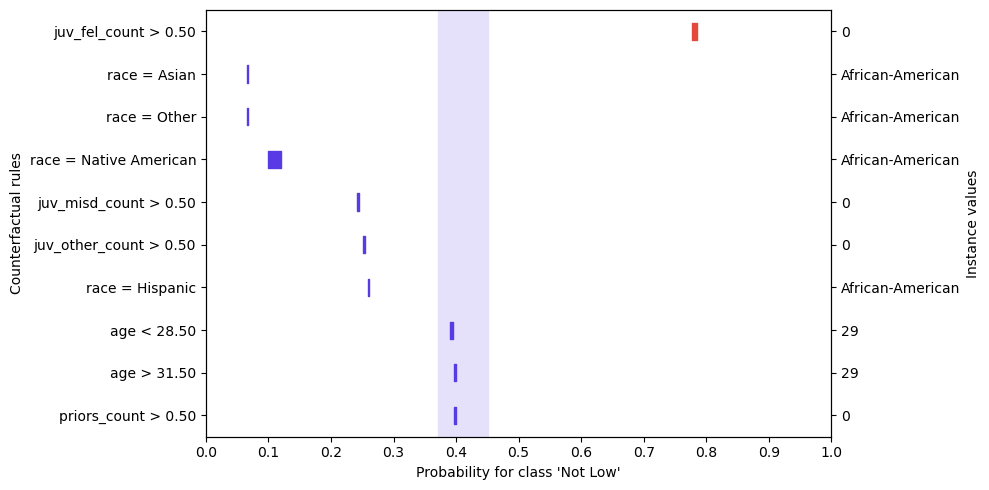 juv_fel_count > 0.50
0
race = Asian
African-American
race = Other
African-American
race = Native American
African-American
juv_misd_count > 0.50
0
juv_other_count > 0.50
0
race = Hispanic
African-American
age < 28.50
29
age > 31.50
29
priors_count > 0.50
0
Counterfactual rules
Instance values
0.0 0.1 0.2 0.3 0.4 0.5 0.6 0.7 0.8 0.9 1.0
Probability for class 'Not Low'